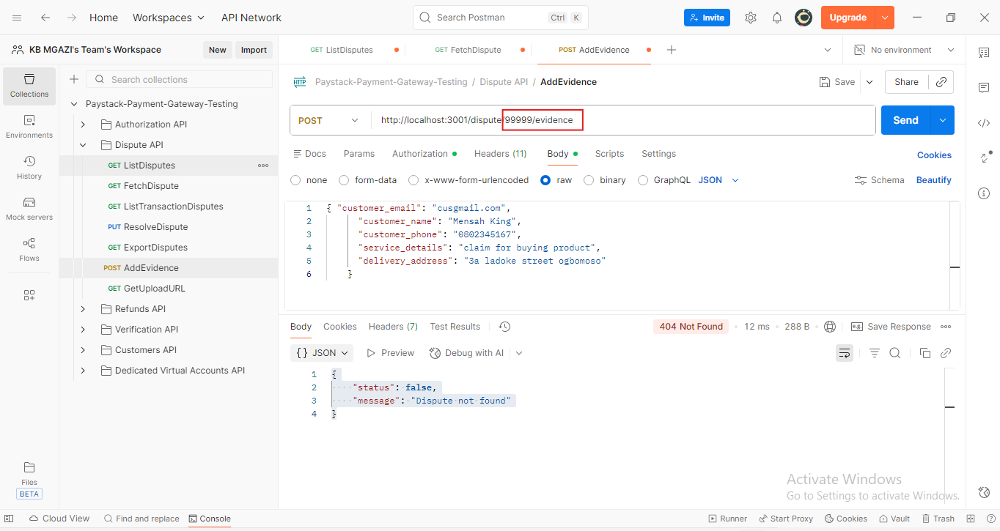 Home Workspaces API Network Search Postman Ctrl K Invite Upgrade
KB MGAZI's Team's Workspace New Import GET ListDisputes GET FetchDispute POST AddEvidence No environment
Collections
Environments
History
Mock servers
Flows
Files
BETA
Search collections
Paystack-Payment-Gateway-Testing
Authorization API
Dispute API
GET ListDisputes
GET FetchDispute
GET ListTransactionDisputes
PUT ResolveDispute
GET ExportDisputes
POST AddEvidence
GET GetUploadURL
Refunds API
Verification API
Customers API
Dedicated Virtual Accounts API
HTTP Paystack-Payment-Gateway-Testing / Dispute API / AddEvidence Save Share
POST http://localhost:3001/dispute/99999/evidence Send
Docs Params Authorization Headers (11) Body Scripts Settings Cookies
none form-data x-www-form-urlencoded raw binary GraphQL JSON Schema Beautify
1 { "customer_email": "cusgmail.com",
2 "customer_name": "Mensah King",
3 "customer_phone": "0802345167",
4 "service_details": "claim for buying product",
5 "delivery_address": "3a ladoke street ogbomoso"
6 }
Body Cookies Headers (7) Test Results 404 Not Found 12 ms 288 B e.g. Save Response
{} JSON Preview Debug with AI
1 {
2 "status": false,
3 "message": "Dispute not found"
4 }
Activate Windows
Go to Settings to activate Windows.
Cloud View Find and replace Console Runner Start Proxy Cookies Vault Trash